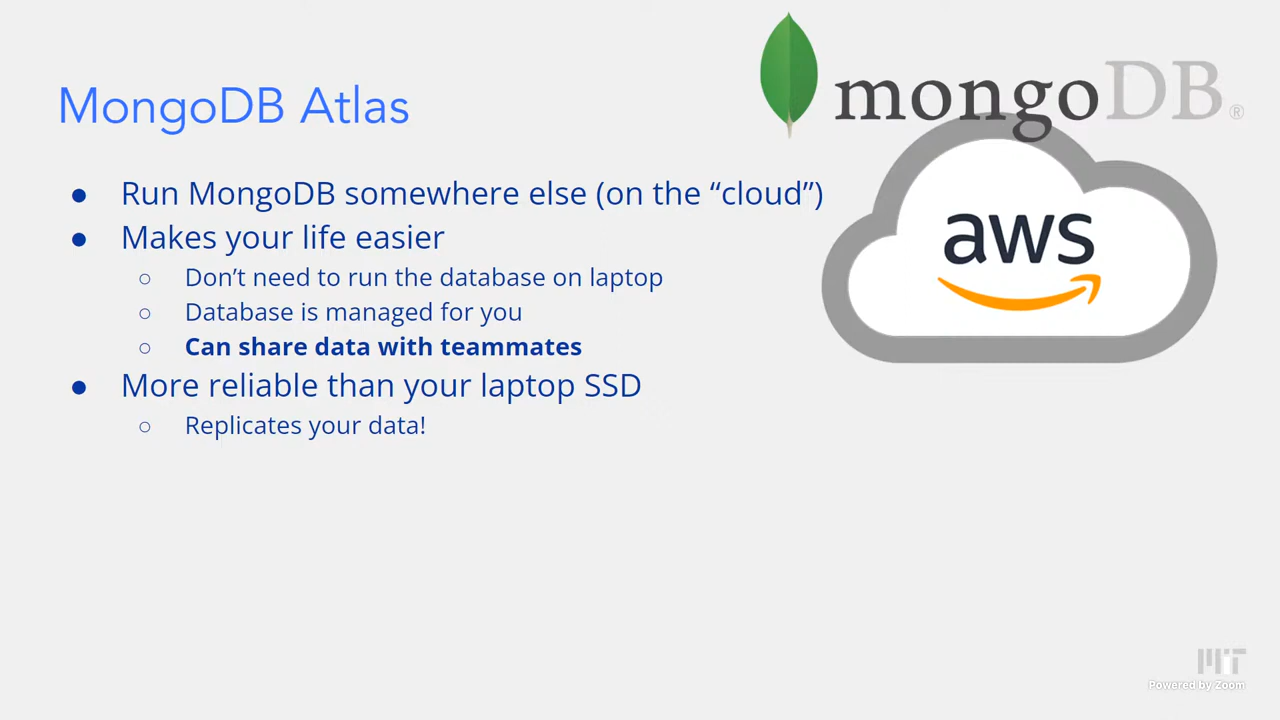 mongoDB®
MongoDB Atlas
● Run MongoDB somewhere else (on the “cloud”)
● Makes your life easier
○ Don’t need to run the database on laptop
○ Database is managed for you
○ Can share data with teammates
● More reliable than your laptop SSD
○ Replicates your data!
aws
MIT
Powered by Zoom